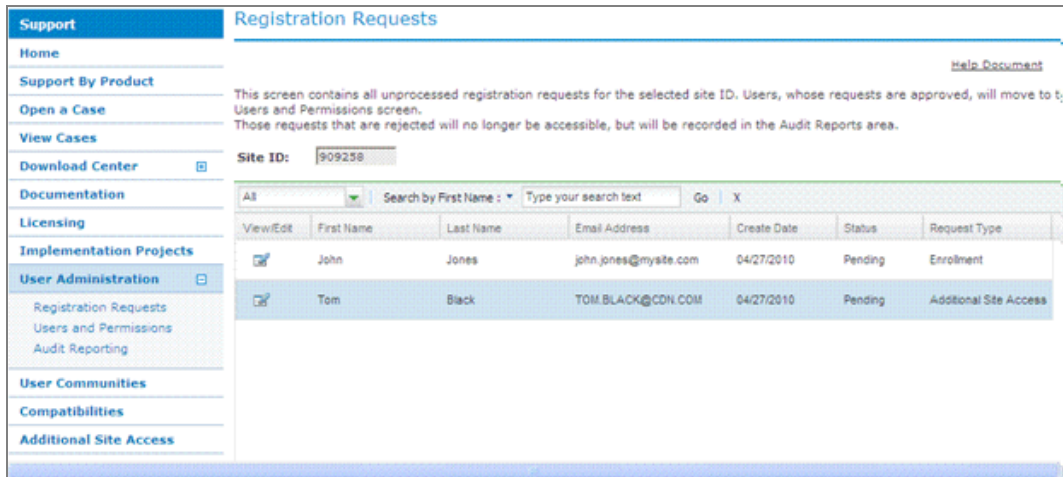 Support
Home
Support By Product
Open a Case
View Cases
Download Center
Documentation
Licensing
Implementation Projects
User Administration
Registration Requests
Users and Permissions
Audit Reporting
User Communities
Compatibilities
Additional Site Access
Registration Requests
Help Document
This screen contains all unprocessed registration requests for the selected site ID. Users, whose requests are approved, will move to
Users and Permissions screen.
Those requests that are rejected will no longer be accessible, but will be recorded in the Audit Reports area.
Site ID: 909258
All Search by First Name : Type your search text Go X
View/Edit First Name Last Name Email Address Create Date Status Request Type
John Jones john.jones@mysite.com 04/27/2010 Pending Enrollment
Tom Black TOM.BLACK@CDN.COM 04/27/2010 Pending Additional Site Access